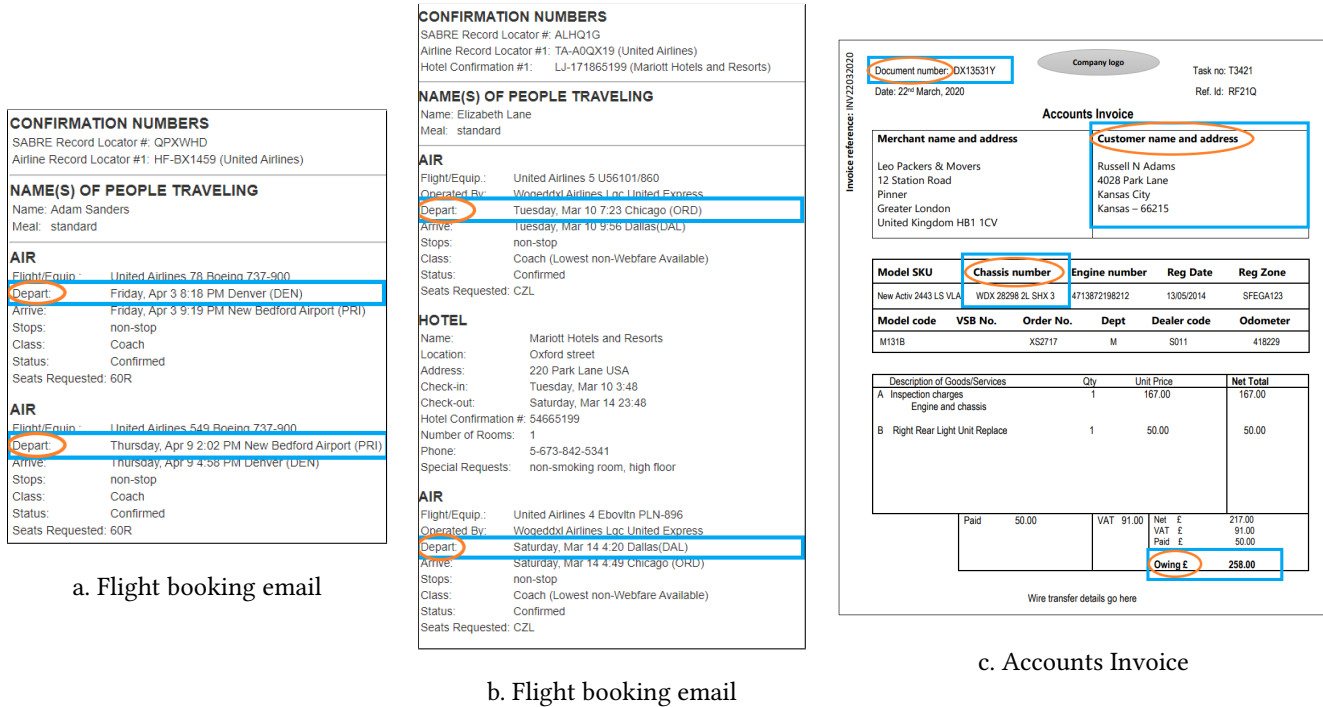 CONFIRMATION NUMBERS
SABRE Record Locator #: QPXWHD
Airline Record Locator #1: HF-BX1459 (United Airlines)
NAME(S) OF PEOPLE TRAVELING
Name: Adam Sanders
Meal: standard
AIR
Flight/Equip.: United Airlines 78 Boeing 737-900
Depart: Friday, Apr 3 8:18 PM Denver (DEN)
Arrive: Friday, Apr 3 9:19 PM New Bedford Airport (PRI)
Stops: non-stop
Class: Coach
Status: Confirmed
Seats Requested: 60R
AIR
Flight/Equip.: United Airlines 549 Boeing 737-900
Depart: Thursday, Apr 9 2:02 PM New Bedford Airport (PRI)
Arrive: Thursday, Apr 9 4:58 PM Denver (DEN)
Stops: non-stop
Class: Coach
Status: Confirmed
Seats Requested: 60R
a. Flight booking email
CONFIRMATION NUMBERS
SABRE Record Locator #: ALHQ1G
Airline Record Locator #1: TA-A0QX19 (United Airlines)
Hotel Confirmation #1: LJ-171865199 (Mariott Hotels and Resorts)
NAME(S) OF PEOPLE TRAVELING
Name: Elizabeth Lane
Meal: standard
AIR
Flight/Equip.: United Airlines 5 U56101/860
Operated By: Wogeddxl Airlines Lqc United Express
Depart: Tuesday, Mar 10 7:23 Chicago (ORD)
Arrive: Tuesday, Mar 10 9:56 Dallas(DAL)
Stops: non-stop
Class: Coach (Lowest non-Webfare Available)
Status: Confirmed
Seats Requested: CZL
HOTEL
Name: Mariott Hotels and Resorts
Location: Oxford street
Address: 220 Park Lane USA
Check-in: Tuesday, Mar 10 3:48
Check-out: Saturday, Mar 14 23:48
Hotel Confirmation #: 54665199
Number of Rooms: 1
Phone: 5-673-842-5341
Special Requests: non-smoking room, high floor
AIR
Flight/Equip.: United Airlines 4 Ebovltn PLN-896
Operated By: Wogeddxl Airlines Lqc United Express
Depart: Saturday, Mar 14 4:20 Dallas(DAL)
Arrive: Saturday, Mar 14 4:49 Chicago (ORD)
Stops: non-stop
Class: Coach (Lowest non-Webfare Available)
Status: Confirmed
Seats Requested: CZL
b. Flight booking email
Invoice reference: INV22032020
Document number: DX13531Y
Company logo
Task no: T3421
Date: 22nd March, 2020
Ref. Id: RF21Q
Accounts Invoice
Merchant name and address
Leo Packers & Movers
12 Station Road
Pinner
Greater London
United Kingdom HB1 1CV
Customer name and address
Russell N Adams
4028 Park Lane
Kansas City
Kansas – 66215
Model SKU Chassis number Engine number Reg Date Reg Zone
New Activ 2443 LS VLA WDX 28298 2L SHX 3 4713872198212 13/05/2014 SFEGA123
Model code VSB No. Order No. Dept Dealer code Odometer
M131B XS2717 M S011 418229
Description of Goods/Services Qty Unit Price Net Total
A Inspection charges 1 167.00 167.00
Engine and chassis
B Right Rear Light Unit Replace 1 50.00 50.00
Paid 50.00 VAT 91.00 Net £ 217.00
VAT £ 91.00
Paid £ 50.00
Owing £ 258.00
Wire transfer details go here
c. Accounts Invoice